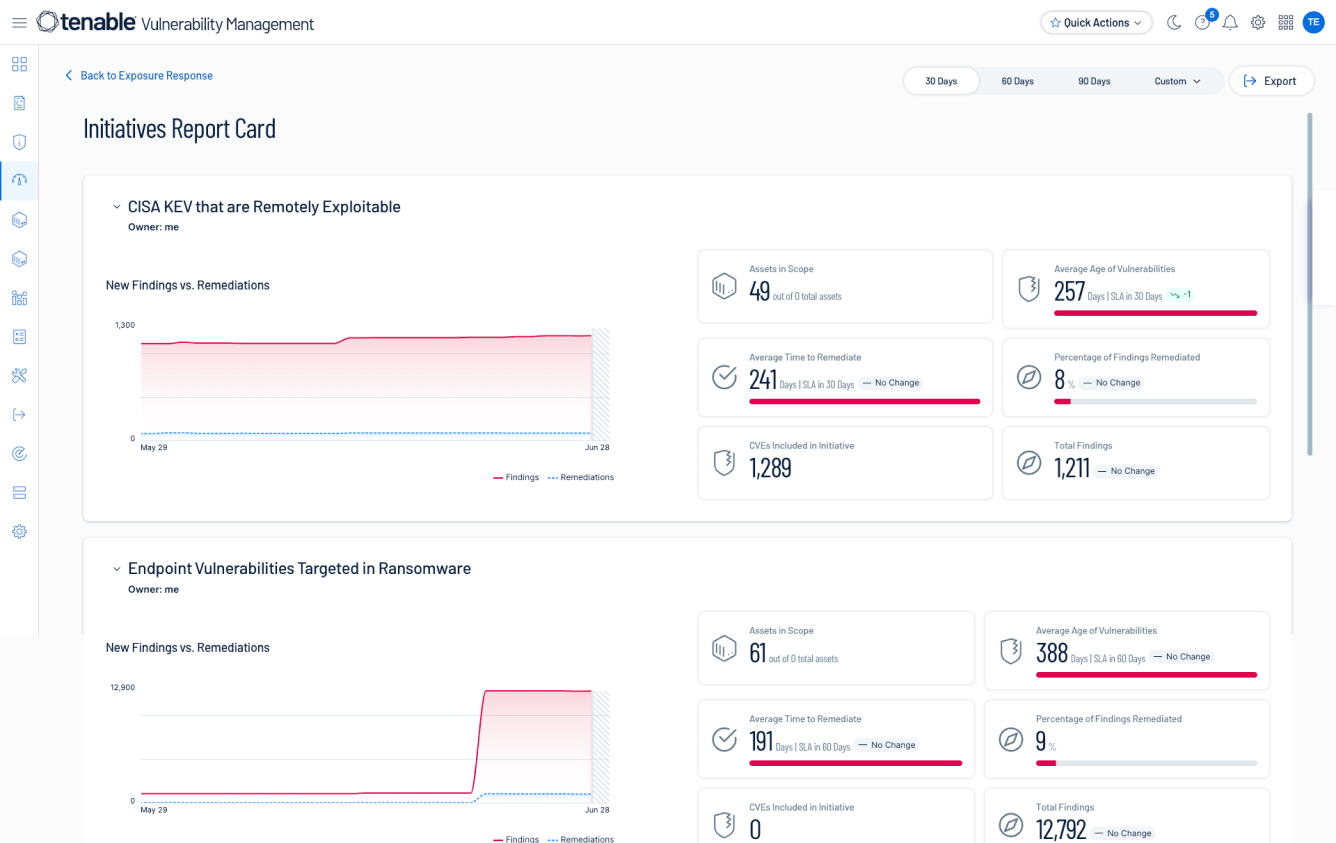 tenable Vulnerability Management
Quick Actions
5
TE
Back to Exposure Response
30 Days 60 Days 90 Days Custom
Export
Initiatives Report Card
CISA KEV that are Remotely Exploitable
Owner: me
New Findings vs. Remediations
1,300
0
May 29
Jun 28
Findings Remediations
Assets in Scope
49 out of 0 total assets
Average Age of Vulnerabilities
257 Days | SLA in 30 Days -1
Average Time to Remediate
241 Days | SLA in 30 Days — No Change
Percentage of Findings Remediated
8 % — No Change
CVEs Included in Initiative
1,289
Total Findings
1,211 — No Change
Endpoint Vulnerabilities Targeted in Ransomware
Owner: me
New Findings vs. Remediations
12,900
0
May 29
Jun 28
Findings Remediations
Assets in Scope
61 out of 0 total assets
Average Age of Vulnerabilities
388 Days | SLA in 60 Days — No Change
Average Time to Remediate
191 Days | SLA in 60 Days — No Change
Percentage of Findings Remediated
9 %
CVEs Included in Initiative
0
Total Findings
12,792 — No Change